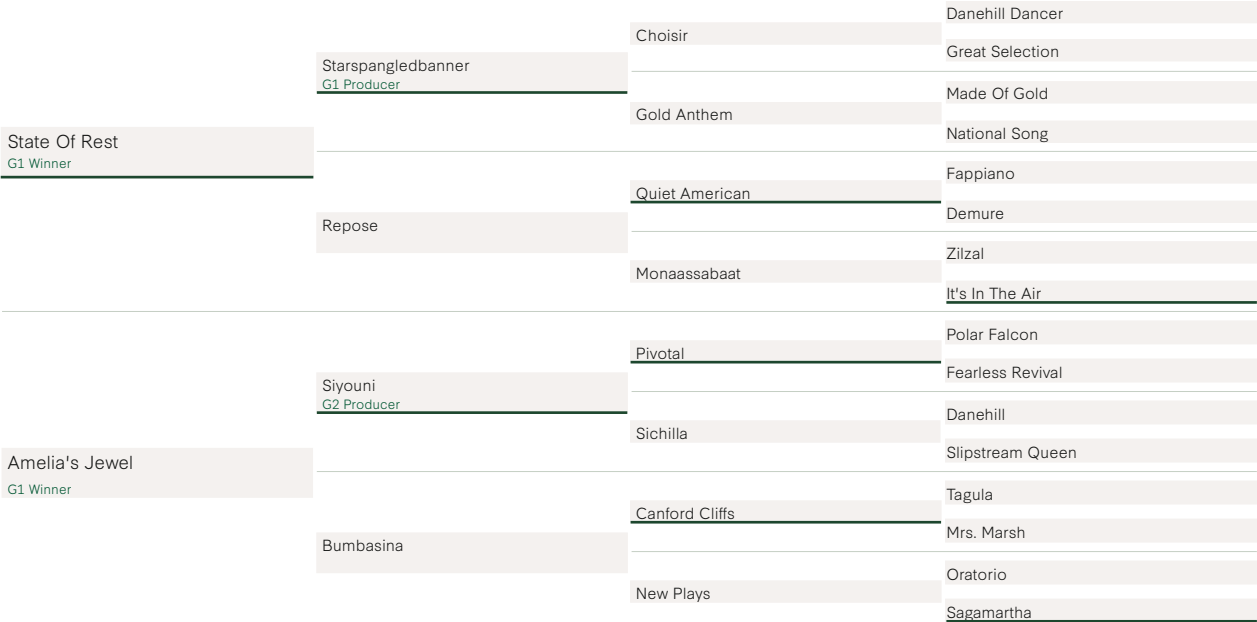 State Of Rest
G1 Winner
Amelia's Jewel
G1 Winner
Starspangledbanner
G1 Producer
Repose
Siyouni
G2 Producer
Bumbasina
Choisir
Gold Anthem
Quiet American
Monaassabaat
Pivotal
Sichilla
Canford Cliffs
New Plays
Danehill Dancer
Great Selection
Made Of Gold
National Song
Fappiano
Demure
Zilzal
It's In The Air
Polar Falcon
Fearless Revival
Danehill
Slipstream Queen
Tagula
Mrs. Marsh
Oratorio
Sagamartha